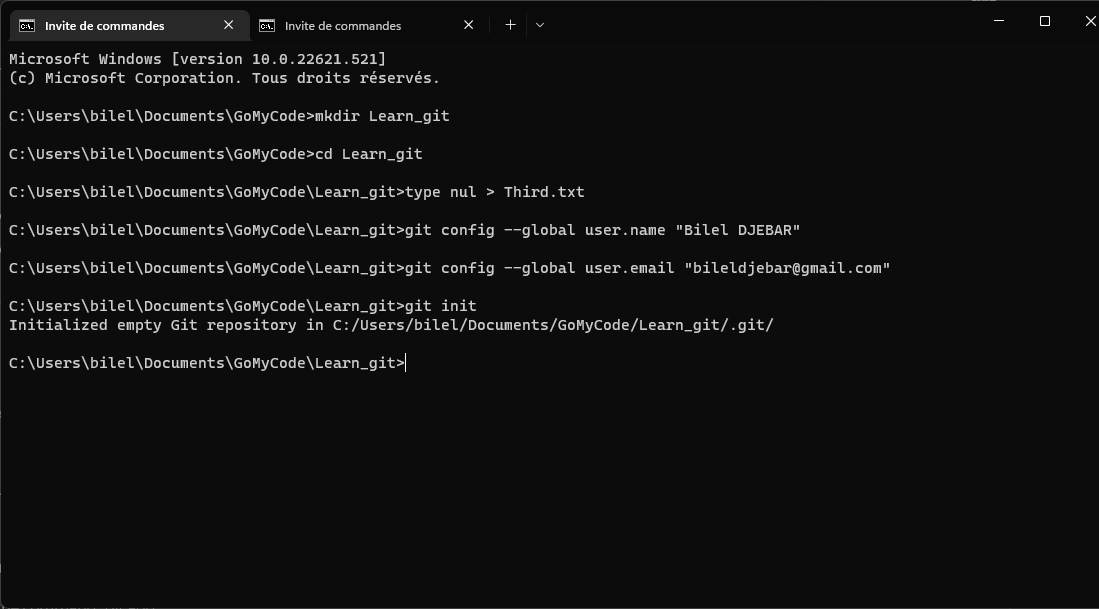 Invite de commandes
Invite de commandes
Microsoft Windows [version 10.0.22621.521]
(c) Microsoft Corporation. Tous droits réservés.
C:\Users\bilel\Documents\GoMyCode>mkdir Learn_git
C:\Users\bilel\Documents\GoMyCode>cd Learn_git
C:\Users\bilel\Documents\GoMyCode\Learn_git>type nul > Third.txt
C:\Users\bilel\Documents\GoMyCode\Learn_git>git config --global user.name "Bilel DJEBAR"
C:\Users\bilel\Documents\GoMyCode\Learn_git>git config --global user.email "bileldjebar@gmail.com"
C:\Users\bilel\Documents\GoMyCode\Learn_git>git init
Initialized empty Git repository in C:/Users/bilel/Documents/GoMyCode/Learn_git/.git/
C:\Users\bilel\Documents\GoMyCode\Learn_git>